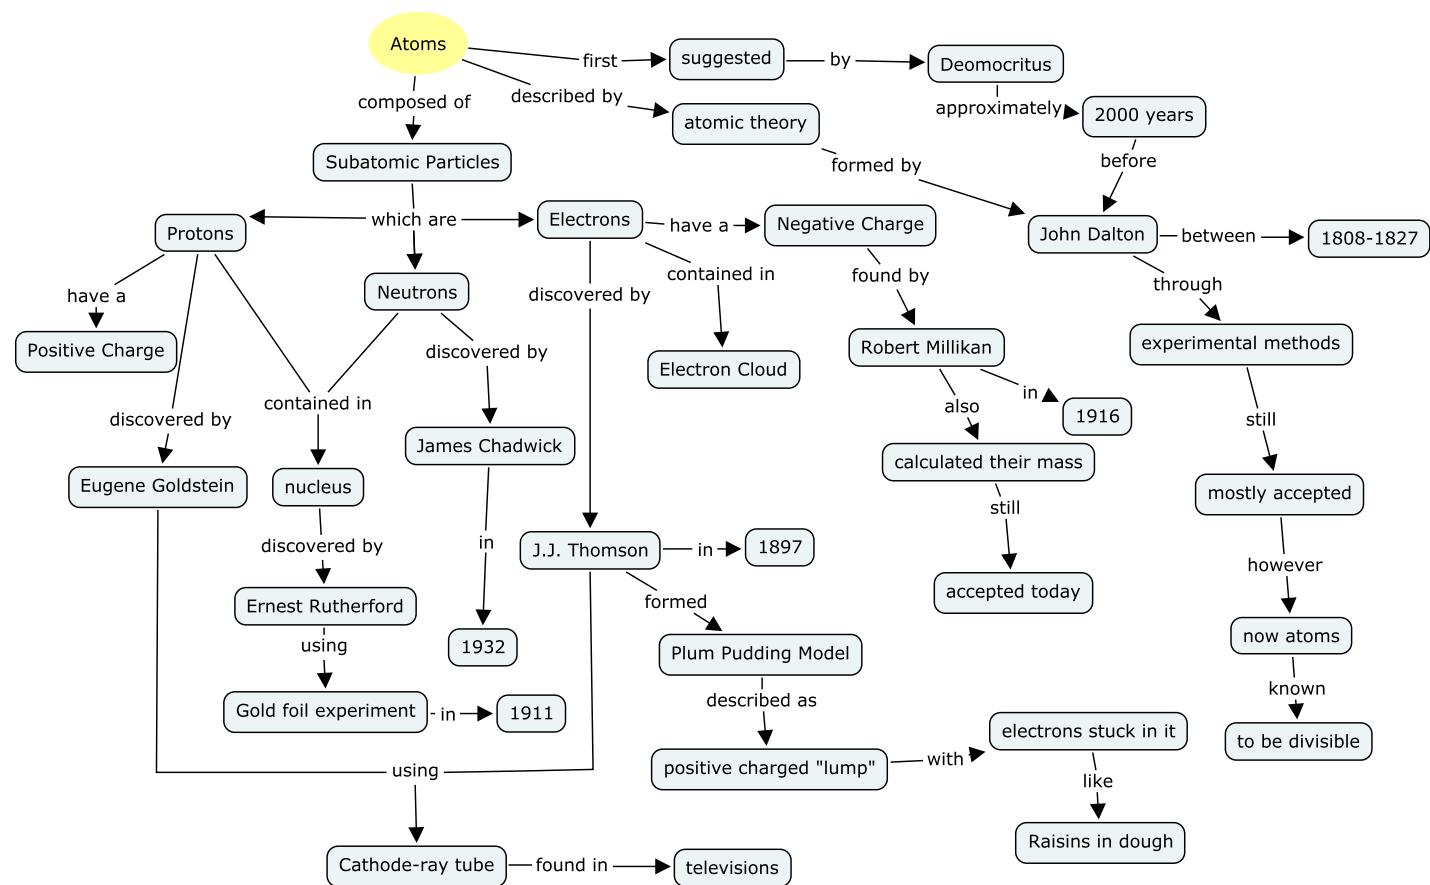 Atoms
first
suggested
by
Deomocritus
approximately
2000 years
before
described by
atomic theory
formed by
John Dalton
between
1808-1827
through
experimental methods
still
mostly accepted
however
now atoms
known
to be divisible
composed of
Subatomic Particles
which are
Protons
have a
Positive Charge
discovered by
Eugene Goldstein
contained in
nucleus
discovered by
Ernest Rutherford
using
Gold foil experiment
in
1911
Neutrons
discovered by
James Chadwick
in
1932
Electrons
have a
Negative Charge
found by
Robert Millikan
in
1916
also
calculated their mass
still
accepted today
contained in
Electron Cloud
discovered by
J.J. Thomson
in
1897
formed
Plum Pudding Model
described as
positive charged "lump"
with
electrons stuck in it
like
Raisins in dough
using
Cathode-ray tube
found in
televisions